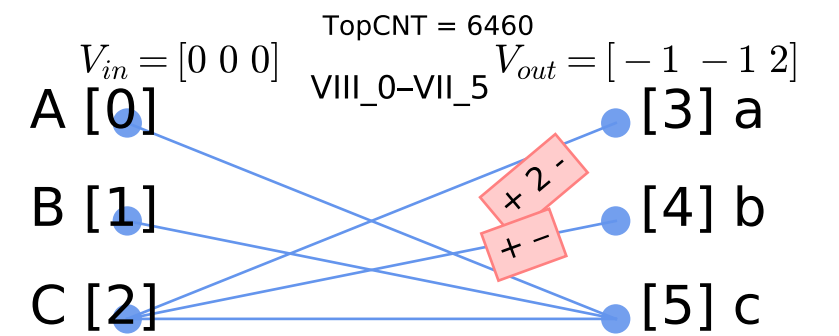 TopCNT = 6460
V_in = [0 0 0]
V_out = [− 1 − 1 2]
VIII_0–VII_5
A [0]
[3] a
+ 2 -
B [1]
[4] b
+ −
C [2]
[5] c